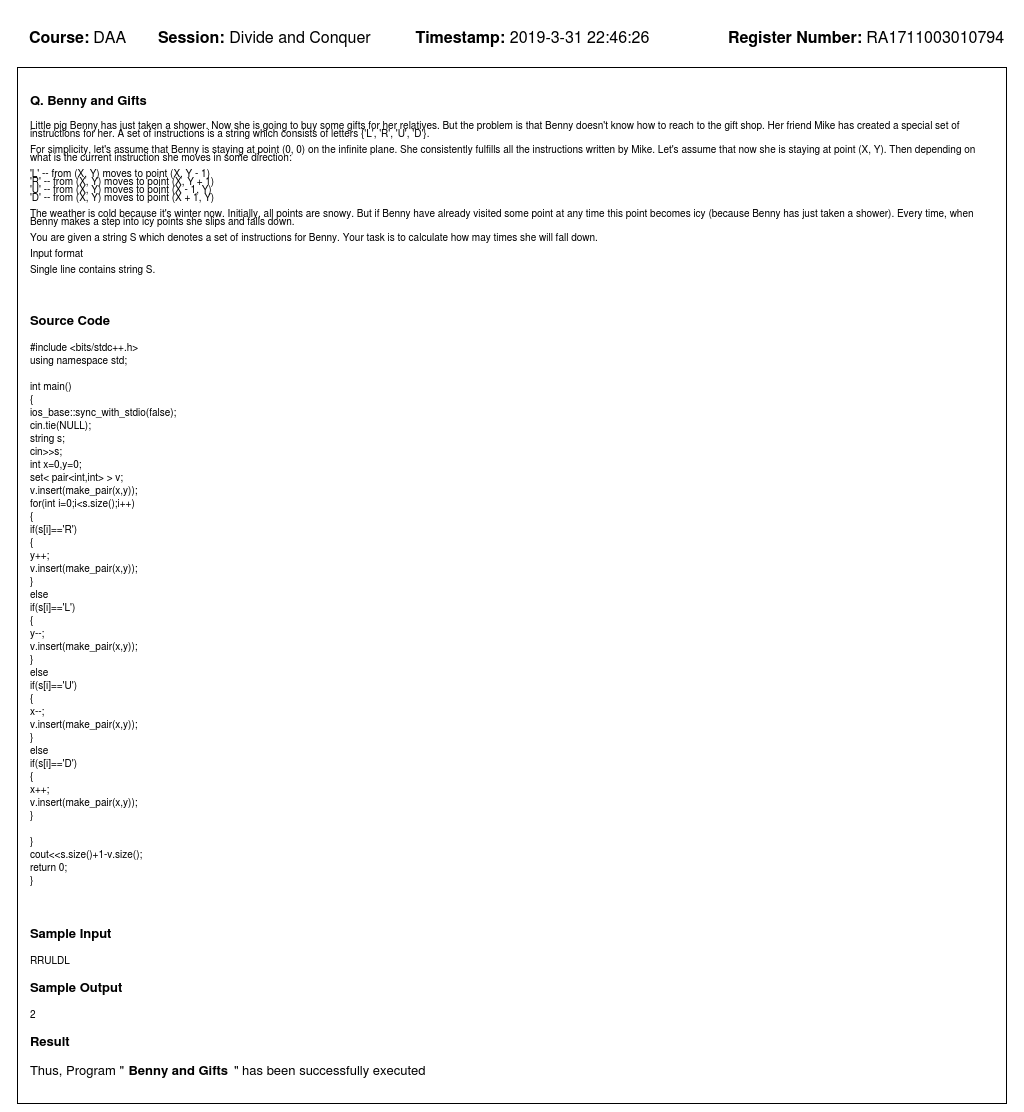 Course: DAA Session: Divide and Conquer Timestamp: 2019-3-31 22:46:26 Register Number: RA1711003010794
Q. Benny and Gifts
Little pig Benny has just taken a shower. Now she is going to buy some gifts for her relatives. But the problem is that Benny doesn't know how to reach to the gift shop. Her friend Mike has created a special set of
instructions for her. A set of instructions is a string which consists of letters {'L', 'R', 'U', 'D'}.
For simplicity, let's assume that Benny is staying at point (0, 0) on the infinite plane. She consistently fulfills all the instructions written by Mike. Let's assume that now she is staying at point (X, Y). Then depending on
what is the current instruction she moves in some direction:
'L' -- from (X, Y) moves to point (X, Y - 1)
'R' -- from (X, Y) moves to point (X, Y + 1)
'U' -- from (X, Y) moves to point (X - 1, Y)
'D' -- from (X, Y) moves to point (X + 1, Y)
The weather is cold because it's winter now. Initially, all points are snowy. But if Benny have already visited some point at any time this point becomes icy (because Benny has just taken a shower). Every time, when
Benny makes a step into icy points she slips and falls down.
You are given a string S which denotes a set of instructions for Benny. Your task is to calculate how may times she will fall down.
Input format
Single line contains string S.
Source Code
#include <bits/stdc++.h>
using namespace std;
int main()
{
ios_base::sync_with_stdio(false);
cin.tie(NULL);
string s;
cin>>s;
int x=0,y=0;
set< pair<int,int> > v;
v.insert(make_pair(x,y));
for(int i=0;i<s.size();i++)
{
if(s[i]=='R')
{
y++;
v.insert(make_pair(x,y));
}
else
if(s[i]=='L')
{
y--;
v.insert(make_pair(x,y));
}
else
if(s[i]=='U')
{
x--;
v.insert(make_pair(x,y));
}
else
if(s[i]=='D')
{
x++;
v.insert(make_pair(x,y));
}
}
cout<<s.size()+1-v.size();
return 0;
}
Sample Input
RRULDL
Sample Output
2
Result
Thus, Program " Benny and Gifts " has been successfully executed